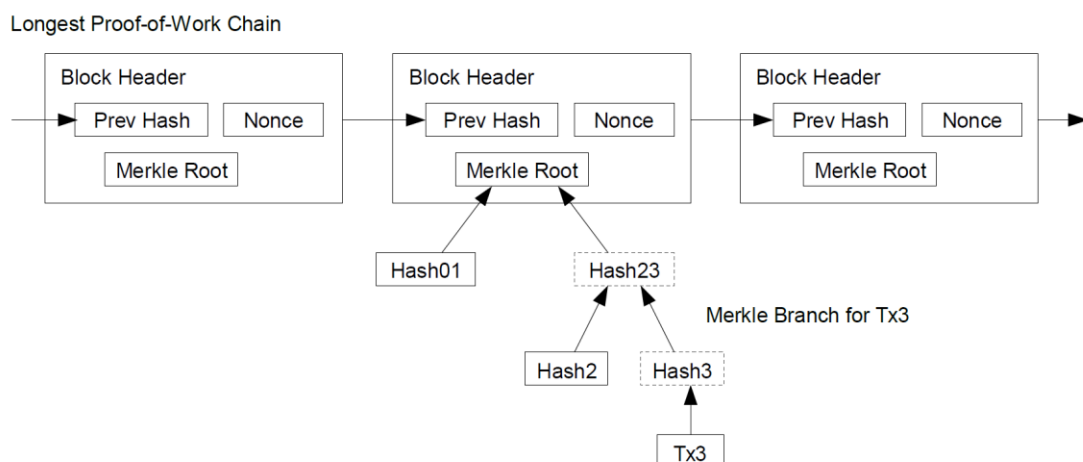 Longest Proof-of-Work Chain
Block Header
Block Header
Block Header
Prev Hash
Nonce
Prev Hash
Nonce
Prev Hash
Nonce
Merkle Root
Merkle Root
Merkle Root
Hash01
Hash23
Merkle Branch for Tx3
Hash2
Hash3
Tx3